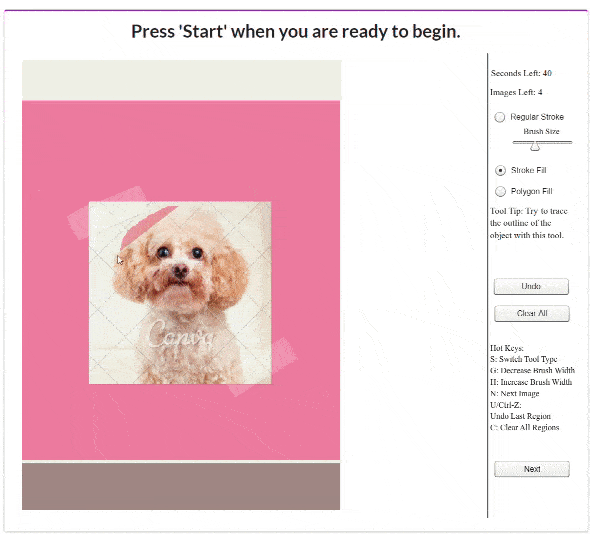 Press 'Start' when you are ready to begin.
Seconds Left: 40
Images Left: 4
Regular Stroke
Brush Size
Stroke Fill
Polygon Fill
Tool Tip: Try to trace
the outline of the
object with this tool.
Undo
Clear All
Hot Keys:
S: Switch Tool Type
G: Decrease Brush Width
H: Increase Brush Width
N: Next Image
U/Ctrl-Z:
Undo Last Region
C: Clear All Regions
Next
Canva